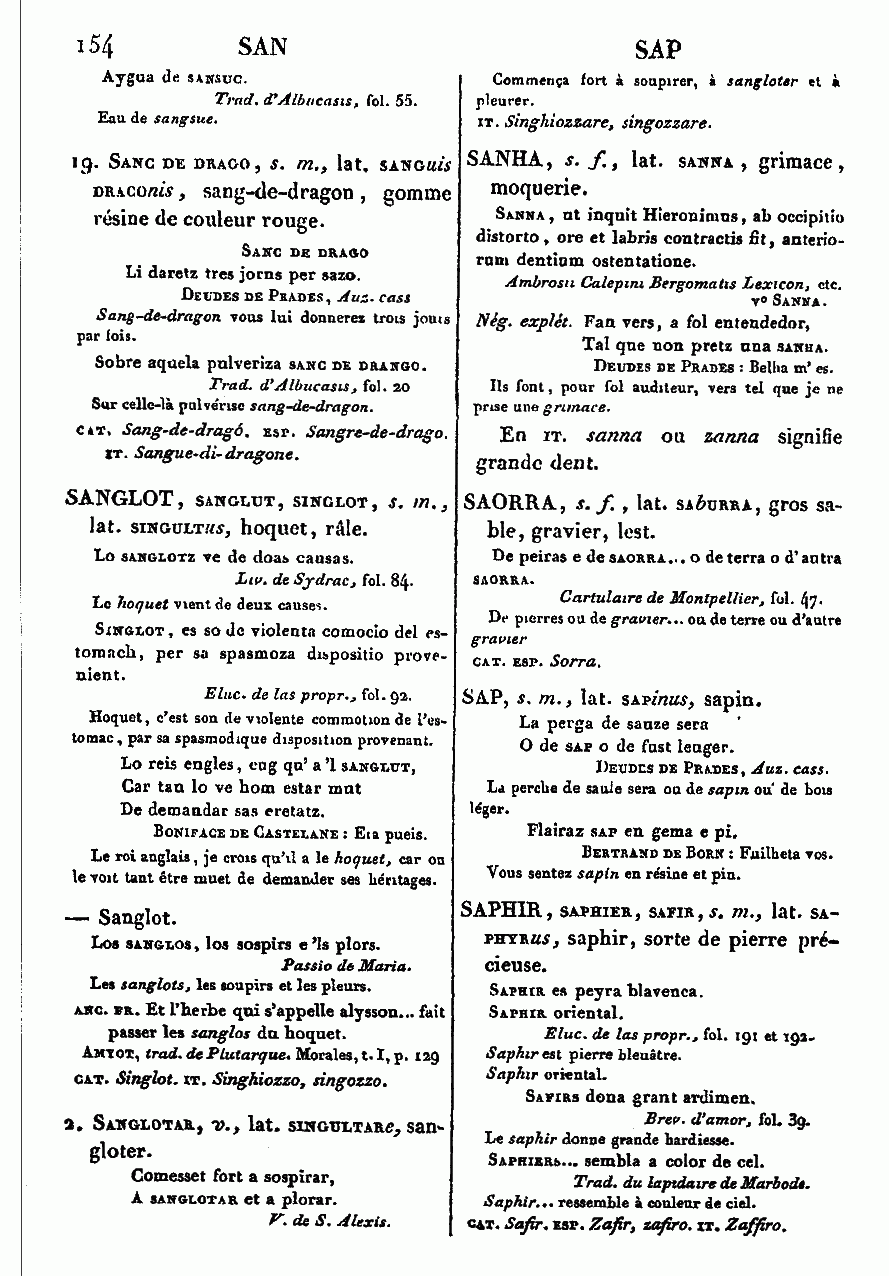 154 SAN SAP
Aygua de SANSUC.
Trad. d'Albucasis, fol. 55.
Eau de sangsue.
19. SANC DE DRAGO, s. m., lat. SANGuis
DRACOnis, sang-de-dragon, gomme
résine de couleur rouge.
SANC DE DRAGO
Li daretz tres jorns per sazo.
DEUDES DE PRADES, Auz. cass
Sang-de-dragon vous lui donnerez trois jours
par fois.
Sobre aquela pulveriza SANC DE DRANGO.
Trad. d'Albucasis, fol. 20
Sur celle-là pulvérise sang-de-dragon.
CAT. Sang-de-dragó. ESP. Sangre-de-drago.
IT. Sangue-di-dragone.
SANGLOT, SANGLUT, SINGLOT, s. m.,
lat. SINGULTus, hoquet, râle.
Lo SANGLOTZ ve de doas causas.
Liv. de Sydrac, fol. 84.
Le hoquet vient de deux causes.
SINGLOT, es so de violenta comocio del es-
tomach, per sa spasmoza dispositio prove-
nient.
Eluc. de las propr., fol. 92.
Hoquet, c'est son de violente commotion de l'es-
tomac, par sa spasmodique disposition provenant.
Lo reis engles, cug qu' a 'l SANGLUT,
Car tan lo ve hom estar mut
De demandar sas eretatz.
BONIFACE DE CASTELANE: Era pueis.
Le roi anglais, je crois qu'il a le hoquet, car on
le voit tant être muet de demander ses héritages.
— Sanglot.
Los SANGLOS, los sospirs e 'ls plors.
Passio de Maria.
Les sanglots, les soupirs et les pleurs.
ANC. FR. Et l'herbe qui s'appelle alysson... fait
passer les sanglos du hoquet.
AMYOT, trad. de Plutarque. Morales, t. I, p. 129
CAT. Singlot. IT. Singhiozzo, singozzo.
2. SANGLOTAR, v., lat. SINGULTARe, san-
gloter.
Comesset fort a sospirar,
A SANGLOTAR et a plorar.
V. de S. Alexis.
Commença fort à soupirer, à sangloter et à
pleurer.
IT. Singhiozzare, singozzare.
SANHA, s. f., lat. SANNA, grimace,
moquerie.
SANNA, ut inquit Hieronimus, ab occipitio
distorto, ore et labris contractis fit, anterio-
rum dentium ostentatione.
Ambrosii Calepini Bergomatis Lexicon, etc.
vo SANNA.
Nég. explét. Fan vers, a fol entendedor,
Tal que non pretz una SANHA.
DEUDES DE PRADES: Belha m' es.
Ils font, pour fol auditeur, vers tel que je ne
prise une grimace.
En IT. sanna ou zanna signifie
grande dent.
SAORRA, s. f., lat. SAbURRA, gros sa-
ble, gravier, lest.
De peiras e de SAORRA... o de terra o d'autra
SAORRA.
Cartulaire de Montpellier, fol. 47.
De pierres ou de gravier... ou de terre ou d'autre
gravier
CAT. ESP. Sorra.
SAP, s. m., lat. SAPinus, sapin.
La perga de sauze sera
O de SAP o de fust leuger.
DEUDES DE PRADES, Auz. cass.
La perche de saule sera ou de sapin ou de bois
léger.
Flairaz SAP en gema e pi.
BERTRAND DE BORN: Fuilheta vos.
Vous sentez sapin en résine et pin.
SAPHIR, SAPHIER, SAFIR, s. m., lat. SA-
PHYRus, saphir, sorte de pierre pré-
cieuse.
SAPHIR es peyra blavenca.
SAPHIR oriental.
Eluc. de las propr., fol. 191 et 192.
Saphir est pierre bleuâtre.
Saphir oriental.
SAFIRS dona grant ardimen.
Brev. d'amor, fol. 39.
Le saphir donne grande hardiesse.
SAPHIERS... sembla a color de cel.
Trad. du lapidaire de Marbode.
Saphir... ressemble à couleur de ciel.
CAT. Safir. ESP. Zafir, zafiro. IT. Zaffiro.